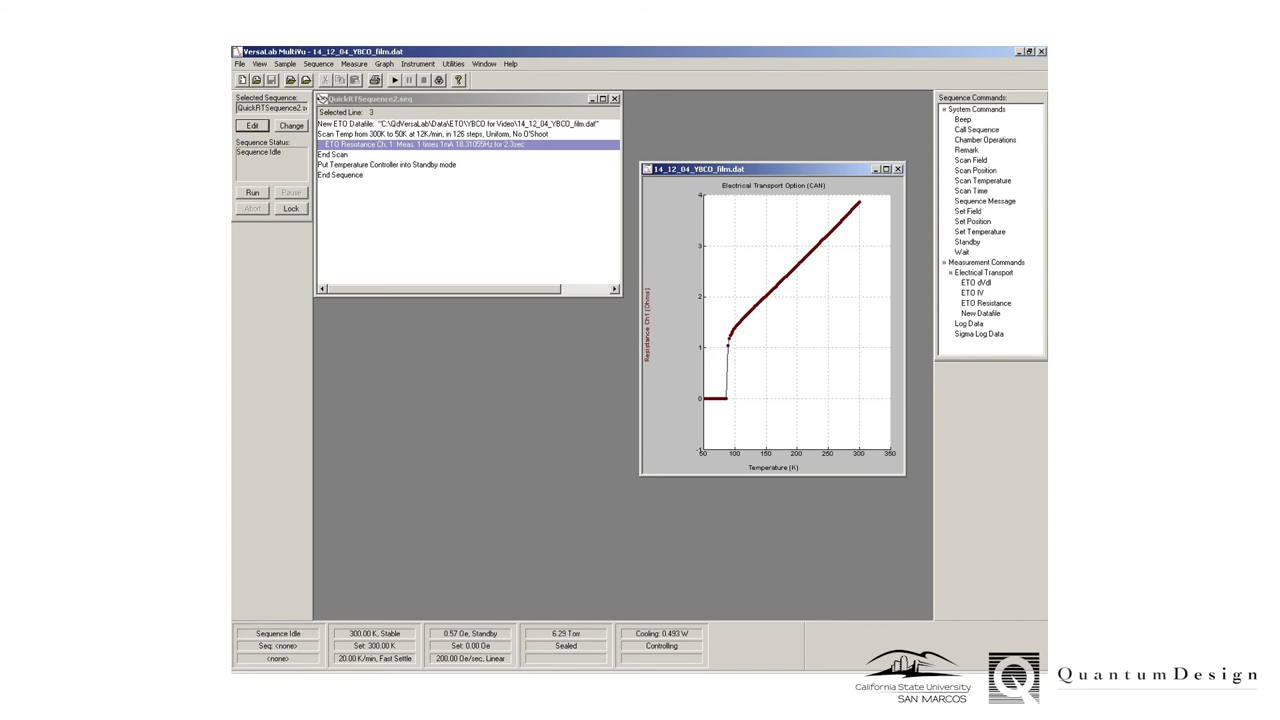 VersaLab MultiVu - 14_12_04_YBCO_film.dat
File View Sample Sequence Measure Graph Instrument Utilities Window Help
Selected Sequence:
QuickRTSequence2.s
Edit Change
Sequence Status:
Sequence Idle
Run Pause
Abort Lock
QuickRTSequence2.seq
Selected Line: 3
New ETO Datafile: "C:\QdVersaLab\Data\ETO\YBCO for Video\14_12_04_YBCO_film.dat"
Scan Temp from 300K to 50K at 12K/min, in 126 steps, Uniform, No O'Shoot
ETO Resistance Ch. 1: Meas. 1 times 1mA 18.31055Hz for 2.3sec
End Scan
Put Temperature Controller into Standby mode
End Sequence
14_12_04_YBCO_film.dat
Electrical Transport Option (CAN)
4
3
2
1
0
-1
Resistance Ch1 (Ohms)
50 100 150 200 250 300 350
Temperature (K)
Sequence Commands:
System Commands
Beep
Call Sequence
Chamber Operations
Remark
Scan Field
Scan Position
Scan Temperature
Scan Time
Sequence Message
Set Field
Set Position
Set Temperature
Standby
Wait
Measurement Commands
Electrical Transport
ETO dVdI
ETO IV
ETO Resistance
New Datafile
Log Data
Sigma Log Data
Sequence Idle
Seq: <none>
<none>
300.00 K, Stable
Set: 300.00 K
20.00 K/min, Fast Settle
0.57 Oe, Standby
Set: 0.00 Oe
200.00 Oe/sec, Linear
6.29 Torr
Sealed
Cooling: 0.493 W
Controlling
California State University
SAN MARCOS
QuantumDesign